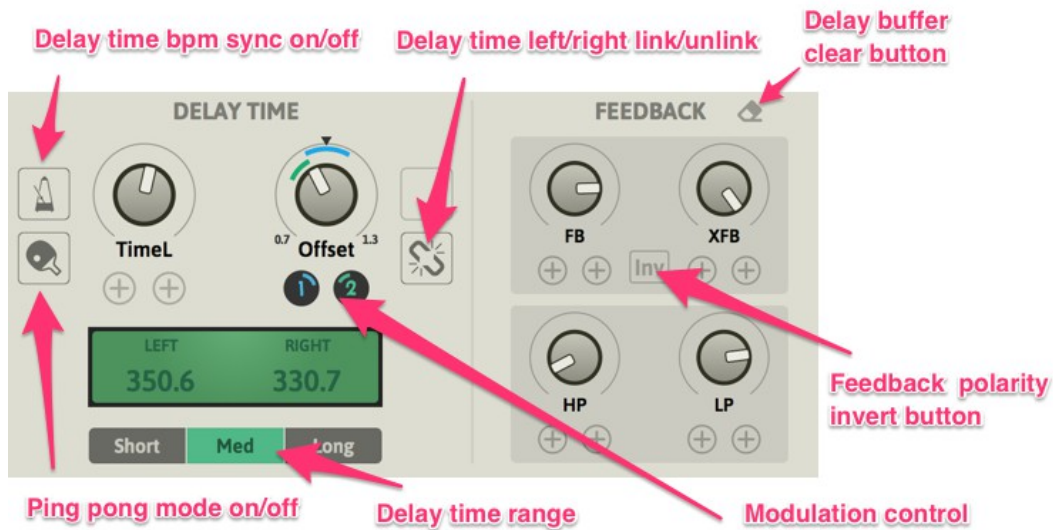 Delay time bpm sync on/off
Delay time left/right link/unlink
Delay buffer
clear button
DELAY TIME
FEEDBACK
TimeL
0.7 Offset 1.3
1 2
FB
XFB
Inv
LEFT RIGHT
350.6 330.7
HP
LP
Short Med Long
Feedback polarity
invert button
Ping pong mode on/off
Delay time range
Modulation control